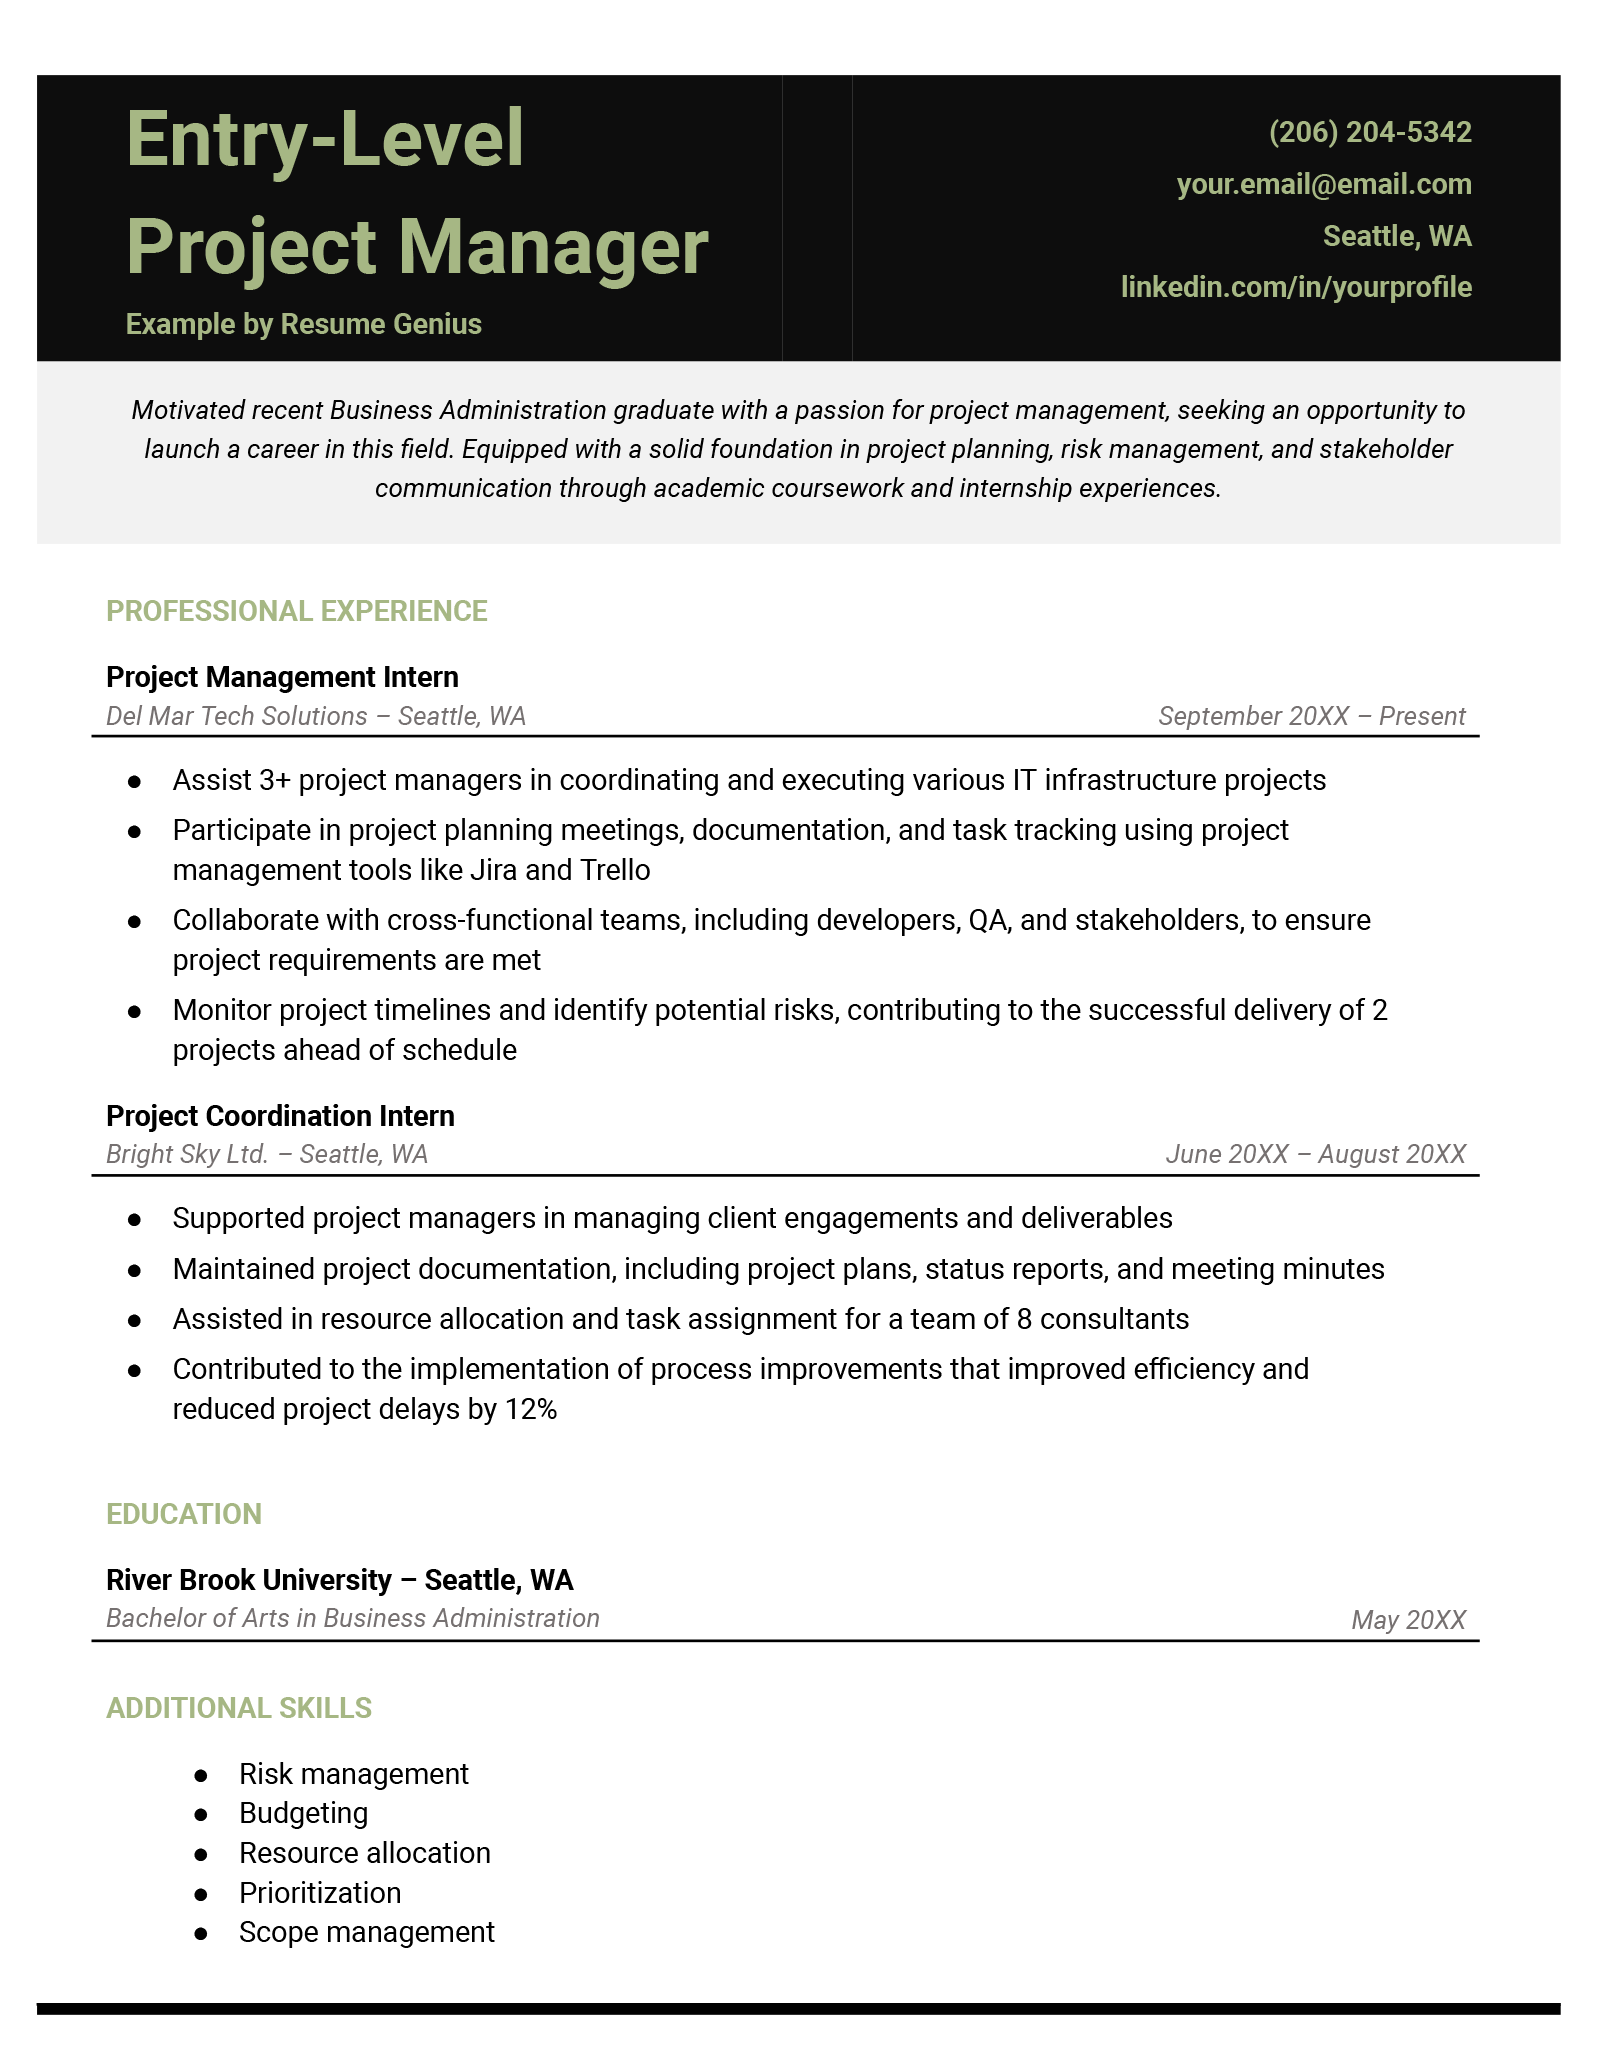 Entry-Level
Project Manager
Example by Resume Genius
(206) 204-5342
your.email@email.com
Seattle, WA
linkedin.com/in/yourprofile
Motivated recent Business Administration graduate with a passion for project management, seeking an opportunity to
launch a career in this field. Equipped with a solid foundation in project planning, risk management, and stakeholder
communication through academic coursework and internship experiences.
PROFESSIONAL EXPERIENCE
Project Management Intern
Del Mar Tech Solutions – Seattle, WA September 20XX – Present
● Assist 3+ project managers in coordinating and executing various IT infrastructure projects
● Participate in project planning meetings, documentation, and task tracking using project
management tools like Jira and Trello
● Collaborate with cross-functional teams, including developers, QA, and stakeholders, to ensure
project requirements are met
● Monitor project timelines and identify potential risks, contributing to the successful delivery of 2
projects ahead of schedule
Project Coordination Intern
Bright Sky Ltd. – Seattle, WA June 20XX – August 20XX
● Supported project managers in managing client engagements and deliverables
● Maintained project documentation, including project plans, status reports, and meeting minutes
● Assisted in resource allocation and task assignment for a team of 8 consultants
● Contributed to the implementation of process improvements that improved efficiency and
reduced project delays by 12%
EDUCATION
River Brook University – Seattle, WA
Bachelor of Arts in Business Administration May 20XX
ADDITIONAL SKILLS
● Risk management
● Budgeting
● Resource allocation
● Prioritization
● Scope management